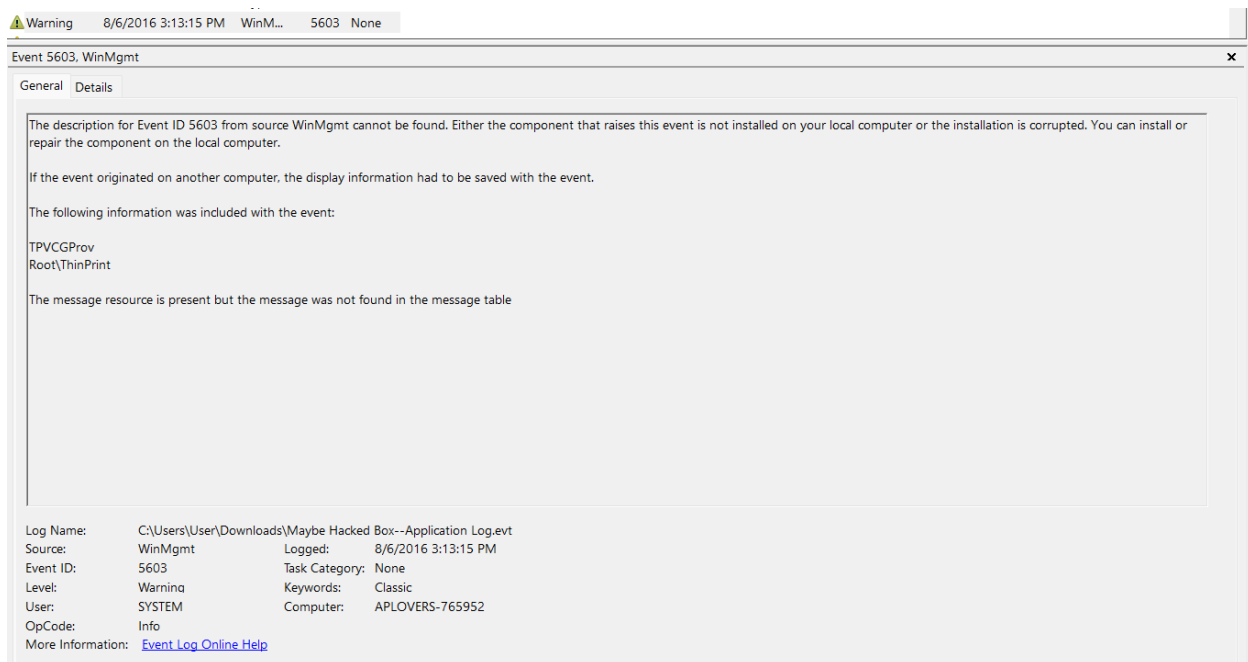 Warning 8/6/2016 3:13:15 PM WinM... 5603 None
Event 5603, WinMgmt
General Details
The description for Event ID 5603 from source WinMgmt cannot be found. Either the component that raises this event is not installed on your local computer or the installation is corrupted. You can install or
repair the component on the local computer.
If the event originated on another computer, the display information had to be saved with the event.
The following information was included with the event:
TPVCGProv
Root\ThinPrint
The message resource is present but the message was not found in the message table
Log Name: C:\Users\User\Downloads\Maybe Hacked Box--Application Log.evt
Source: WinMgmt Logged: 8/6/2016 3:13:15 PM
Event ID: 5603 Task Category: None
Level: Warning Keywords: Classic
User: SYSTEM Computer: APLOVERS-765952
OpCode: Info
More Information: Event Log Online Help